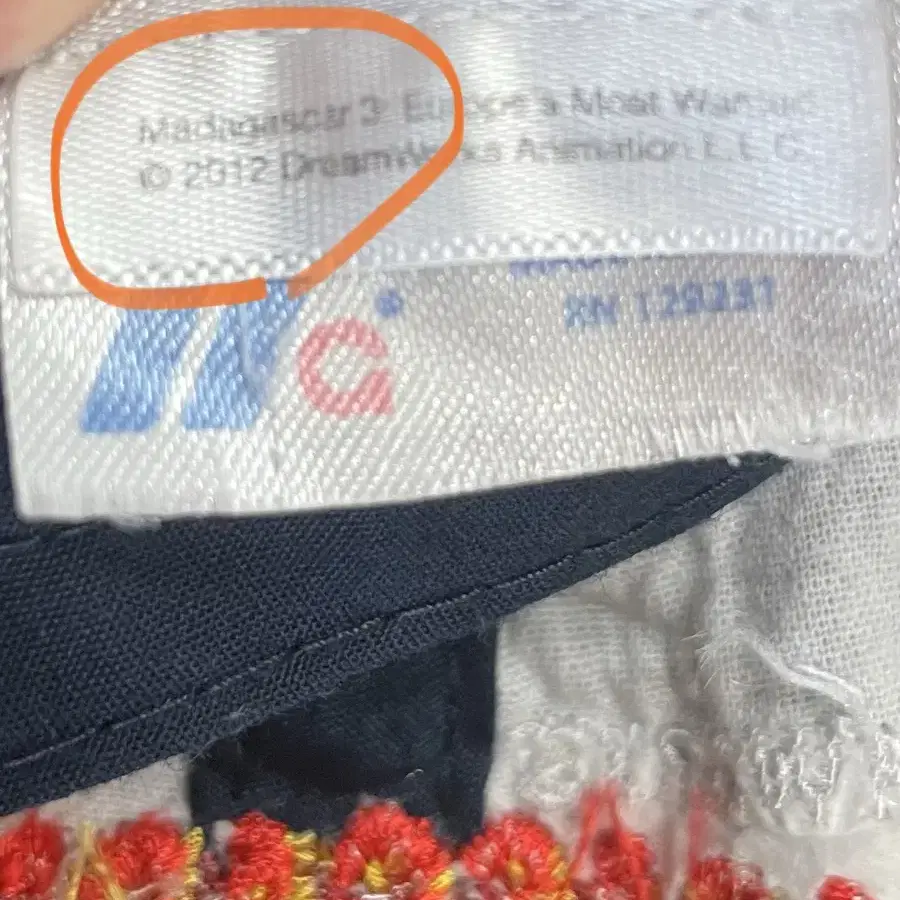 Madagascar 3: Europe's Most Wanted
© 2012 DreamWorks Animation L.L.C.
RN 129231